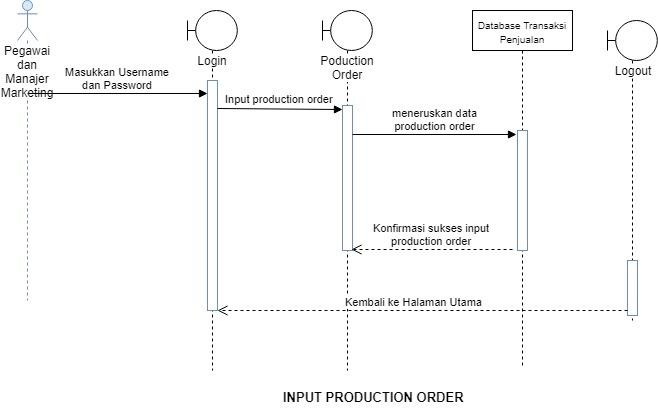 Pegawai
dan
Manajer
Marketing
Masukkan Username
dan Password
Login
Input production order
Poduction
Order
meneruskan data
production order
Database Transaksi
Penjualan
Logout
Konfirmasi sukses input
production order
Kembali ke Halaman Utama
INPUT PRODUCTION ORDER